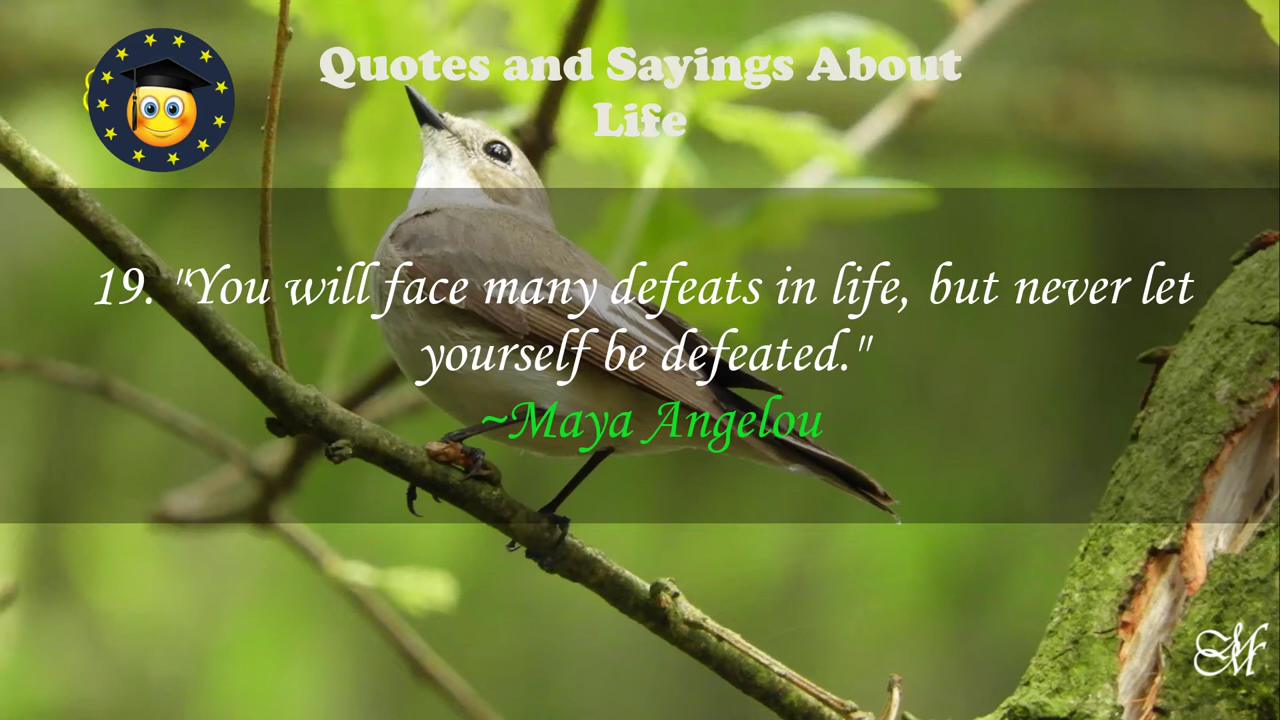 Quotes and Sayings About
Life
19. "You will face many defeats in life, but never let
yourself be defeated."
~Maya Angelou